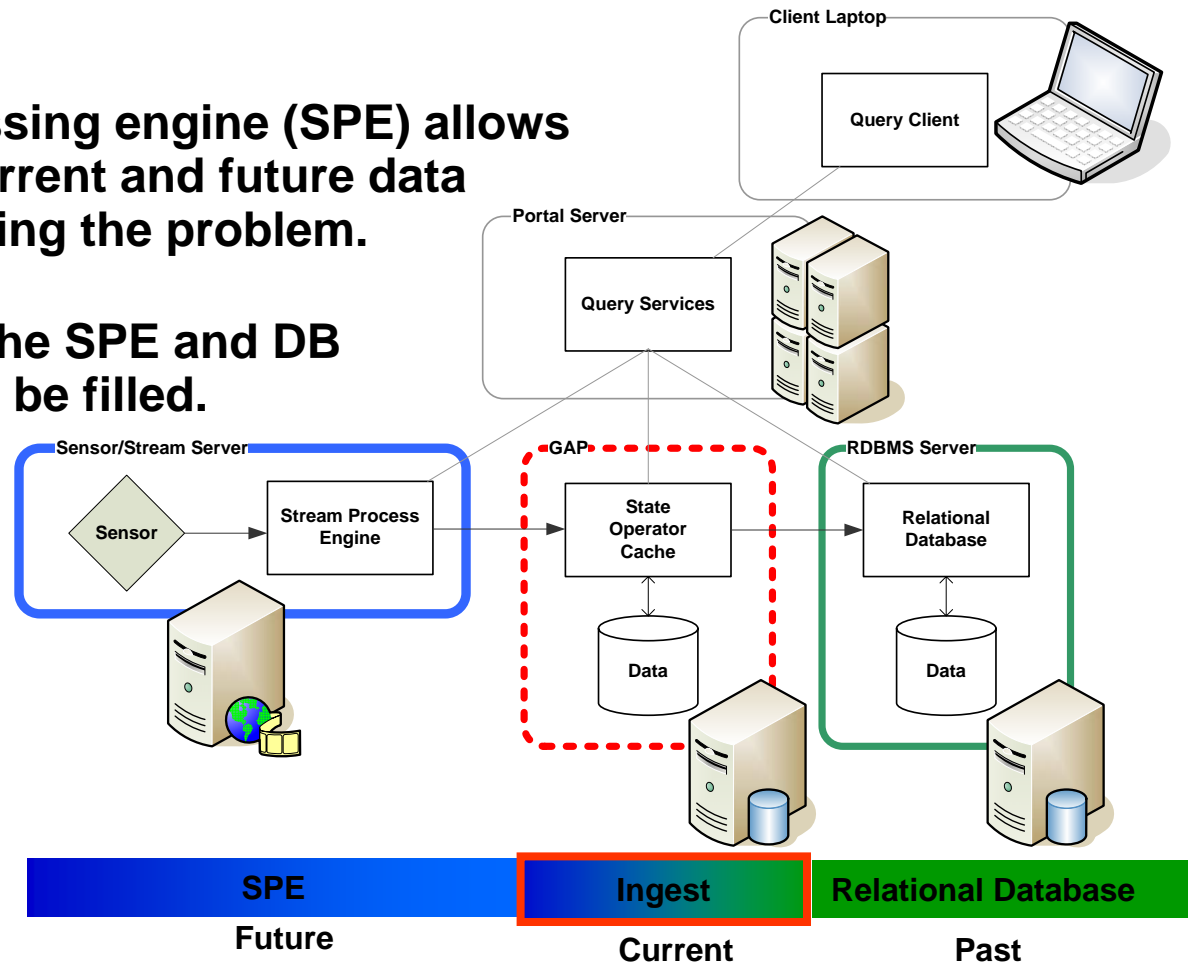 Client Laptop
Query Client
ssing engine (SPE) allows
rrent and future data
ing the problem.
Portal Server
Query Services
he SPE and DB
be filled.
Sensor/Stream Server
Sensor
Stream Process
Engine
GAP
State
Operator
Cache
Data
RDBMS Server
Relational
Database
Data
SPE
Ingest
Relational Database
Future
Current
Past